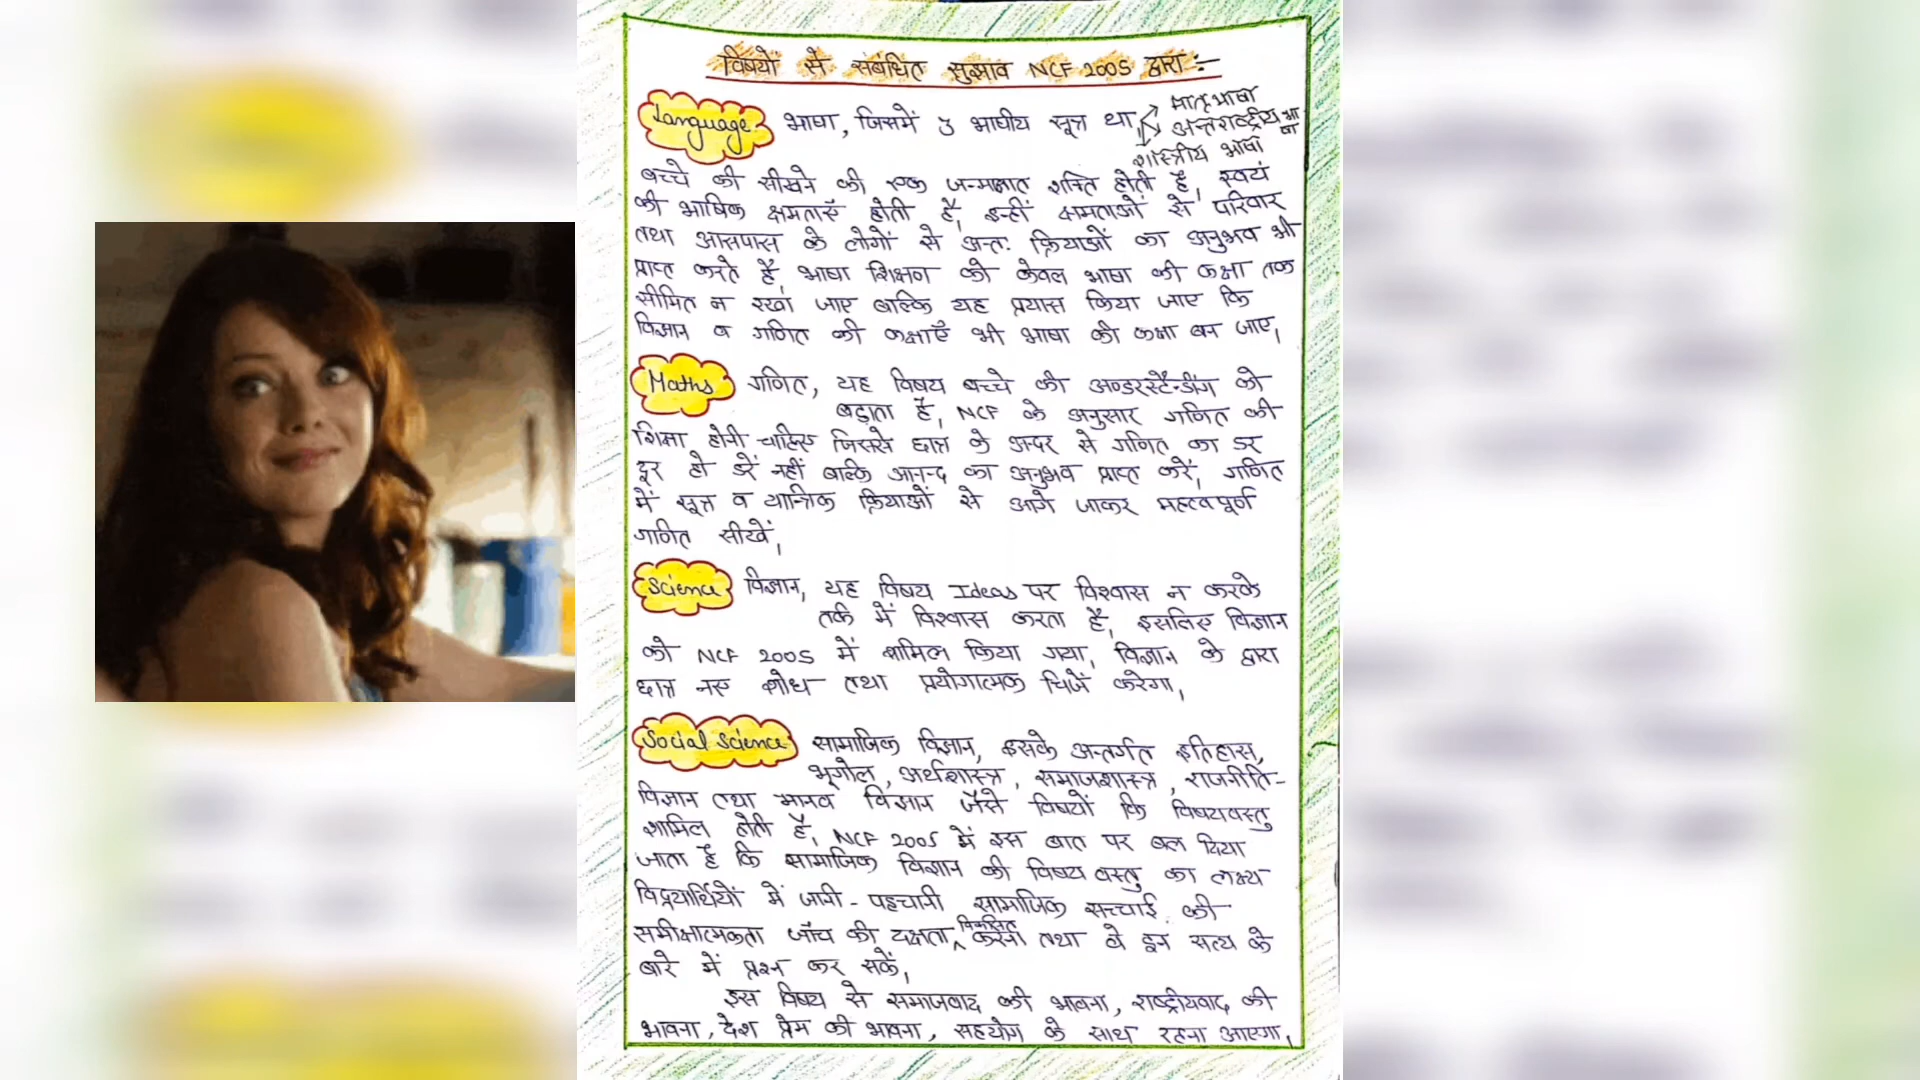 विषयों से संबंधित सुझाव NCF 2005 द्वारा :-
Language भाषा, जिसमें 3 भाषीय सूत्र था
मातृभाषा
अन्तराष्ट्रीय भाषा
शास्त्रीय भाषा
बच्चे की सीखने की एक जन्मजात शक्ति होती है, स्वयं
की भाषिक क्षमताएँ होती है, इन्हीं क्षमताओं से परिवार
तथा आसपास के लोगों से अन्तः क्रियाओं का अनुभव भी
प्राप्त करते हैं, भाषा शिक्षण को केवल भाषा की कक्षा तक
सीमित न रखा जाए बल्कि यह प्रयास किया जाए कि
विज्ञान व गणित की कक्षाएँ भी भाषा की कक्षा बन जाए,
Maths गणित, यह विषय बच्चे की अण्डरस्टैन्डींग को
बढ़ाता है, NCF के अनुसार गणित की
शिक्षा होनी चाहिए जिससे छात्र के अन्दर से गणित का डर
दूर हो डरें नहीं बल्कि आनन्द का अनुभव प्राप्त करें, गणित
में सूत्र व यान्त्रिक क्रियाओं से आगे जाकर महत्वपूर्ण
गणित सीखें,
Science विज्ञान, यह विषय Ideas पर विश्वास न करके
तर्क में विश्वास करता है, इसलिए विज्ञान
को NCF 2005 में शामिल किया गया, विज्ञान के द्वारा
छात्र नए शोध तथा प्रयोगात्मक चिजें करेगा,
Social Science सामाजिक विज्ञान, इसके अन्तर्गत इतिहास,
भूगोल, अर्थशास्त्र, समाजशास्त्र, राजनीति-
विज्ञान तथा मानव विज्ञान जैसे विषयों कि विषयवस्तु
शामिल होती है, NCF 2005 में इस बात पर बल दिया
जाता है कि सामाजिक विज्ञान की विषय वस्तु का लक्ष्य
विद्यार्थियों में जानी - पहचानी सामाजिक सच्चाई की
समीक्षात्मकता जाँच की दक्षता विकसित करना तथा वे इन सत्य के
बारे में प्रश्न कर सकें,
इस विषय से समाजवाद की भावना, राष्ट्रीयवाद की
भावना, देश प्रेम की भावना, सहयोग के साथ रहना आएगा,